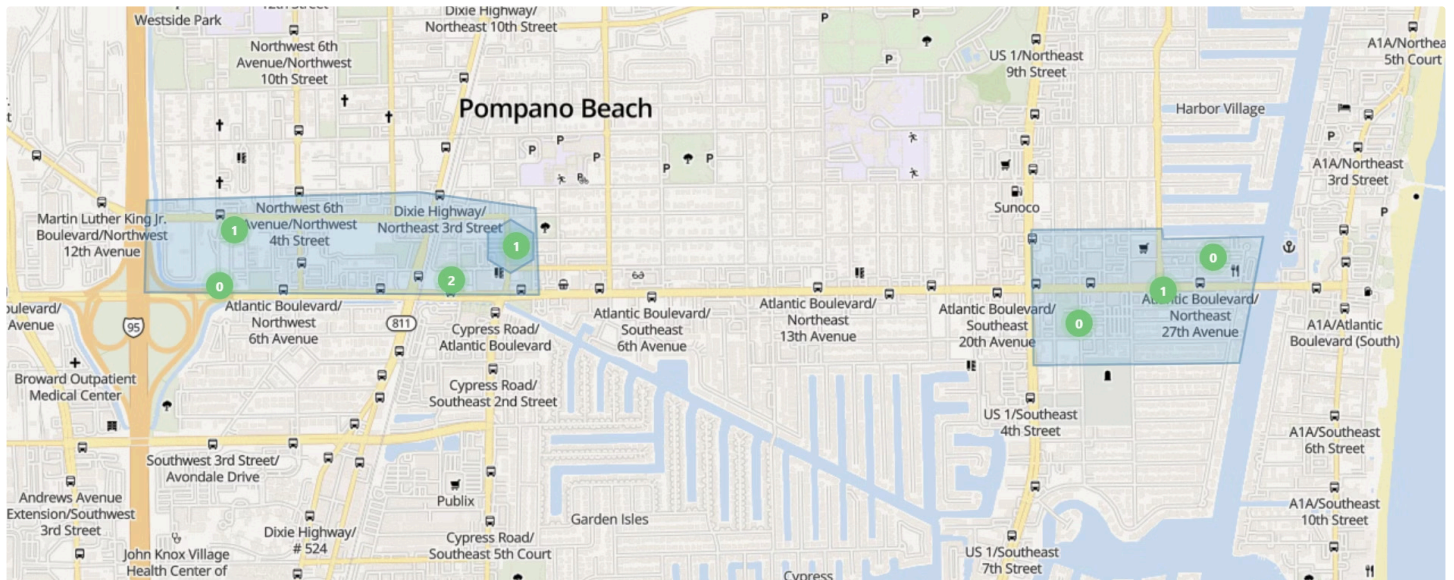 Westside Park
12th Street/
Dixie Highway/
Northeast 10th Street
Northwest 6th
Avenue/Northwest
10th Street
US 1/Northeast
9th Street
A1A/Northea
5th Court
Pompano Beach
Harbor Village
A1A/Northeast
3rd Street
Sunoco
Martin Luther King Jr.
Boulevard/Northwest
12th Avenue
Northwest 6th
Avenue/Northwest
4th Street
Dixie Highway/
Northeast 3rd Street
1
1
0
2
0
1
0
oulevard/
Avenue
95
811
Atlantic Boulevard/
Northwest
6th Avenue
Cypress Road/
Atlantic Boulevard
Atlantic Boulevard/
Southeast
6th Avenue
Atlantic Boulevard/
Northeast
13th Avenue
Atlantic Boulevard/
Southeast
20th Avenue
Atlantic Boulevard/
Northeast
27th Avenue
A1A/Atlantic
Boulevard (South)
Broward Outpatient
Medical Center
Cypress Road/
Southeast 2nd Street
US 1/Southeast
4th Street
A1A/Southeast
6th Street
Southwest 3rd Street/
Avondale Drive
Andrews Avenue
Extension/Southwest
3rd Street
Publix
Garden Isles
A1A/Southeast
10th Street
Dixie Highway/
# 524
Cypress Road/
Southeast 5th Court
John Knox Village
Health Center of
US 1/Southeast
7th Street
Cypress
P
P
P
P
P
P
P
P
P
P